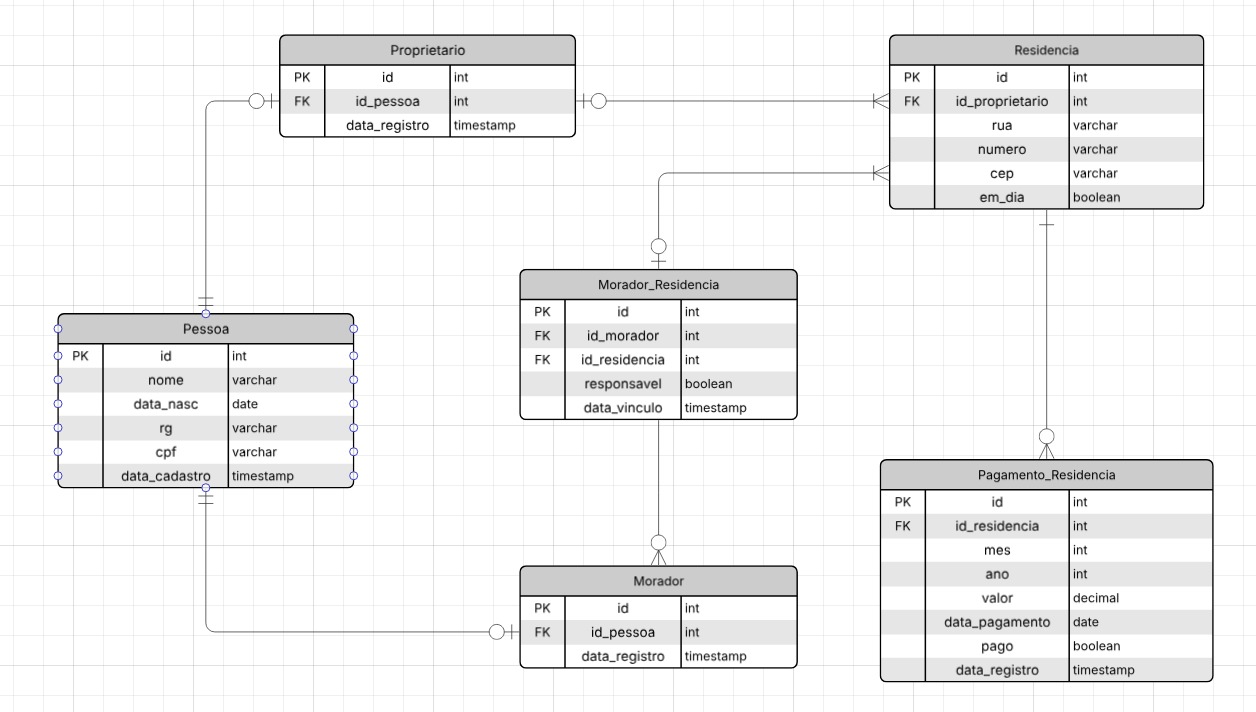 Proprietario
PK id int
FK id_pessoa int
data_registro timestamp
Residencia
PK id int
FK id_proprietario int
rua varchar
numero varchar
cep varchar
em_dia boolean
Morador_Residencia
PK id int
FK id_morador int
FK id_residencia int
responsavel boolean
data_vinculo timestamp
Pessoa
PK id int
nome varchar
data_nasc date
rg varchar
cpf varchar
data_cadastro timestamp
Pagamento_Residencia
PK id int
FK id_residencia int
mes int
ano int
valor decimal
data_pagamento date
pago boolean
data_registro timestamp
Morador
PK id int
FK id_pessoa int
data_registro timestamp